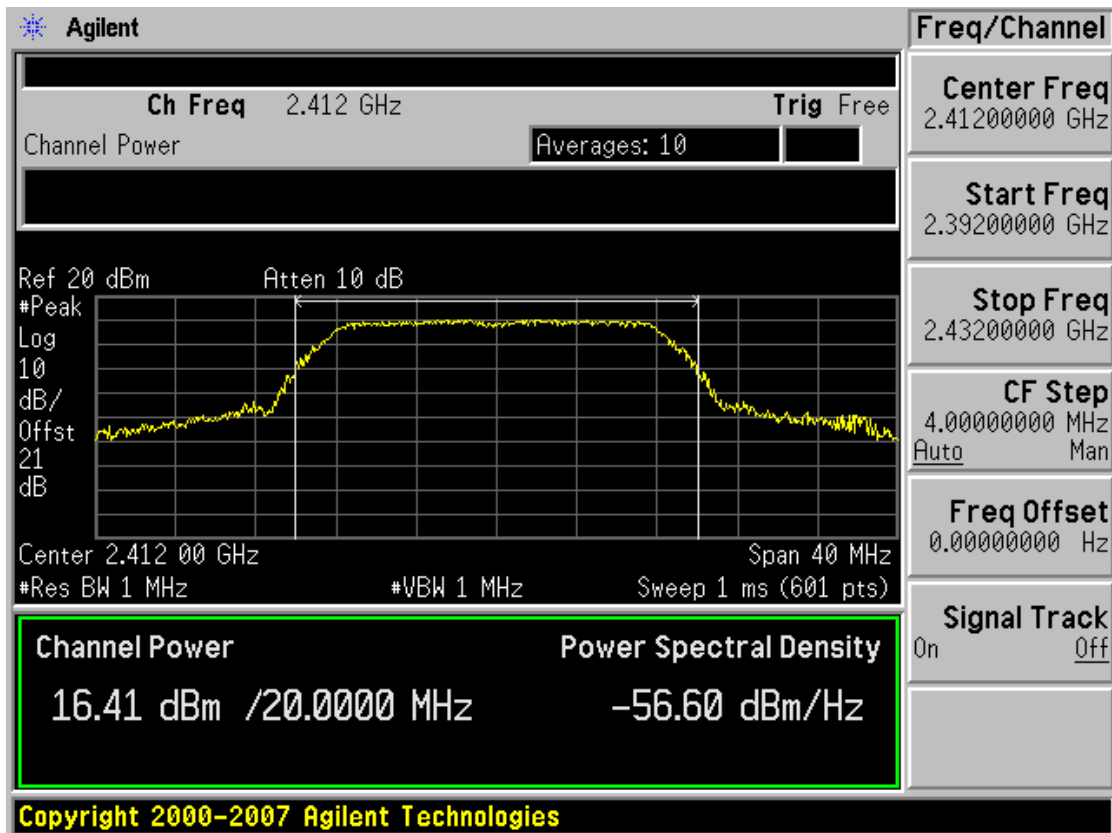 Agilent
Freq/Channel
Ch Freq 2.412 GHz Trig Free
Channel Power Averages: 10
Ref 20 dBm Atten 10 dB
#Peak
Log
10
dB/
Offst
21
dB
Center 2.412 00 GHz Span 40 MHz
#Res BW 1 MHz #VBW 1 MHz Sweep 1 ms (601 pts)
Channel Power Power Spectral Density
16.41 dBm /20.0000 MHz -56.60 dBm/Hz
Center Freq
2.41200000 GHz
Start Freq
2.39200000 GHz
Stop Freq
2.43200000 GHz
CF Step
4.00000000 MHz
Auto Man
Freq Offset
0.00000000 Hz
Signal Track
On Off
Copyright 2000-2007 Agilent Technologies